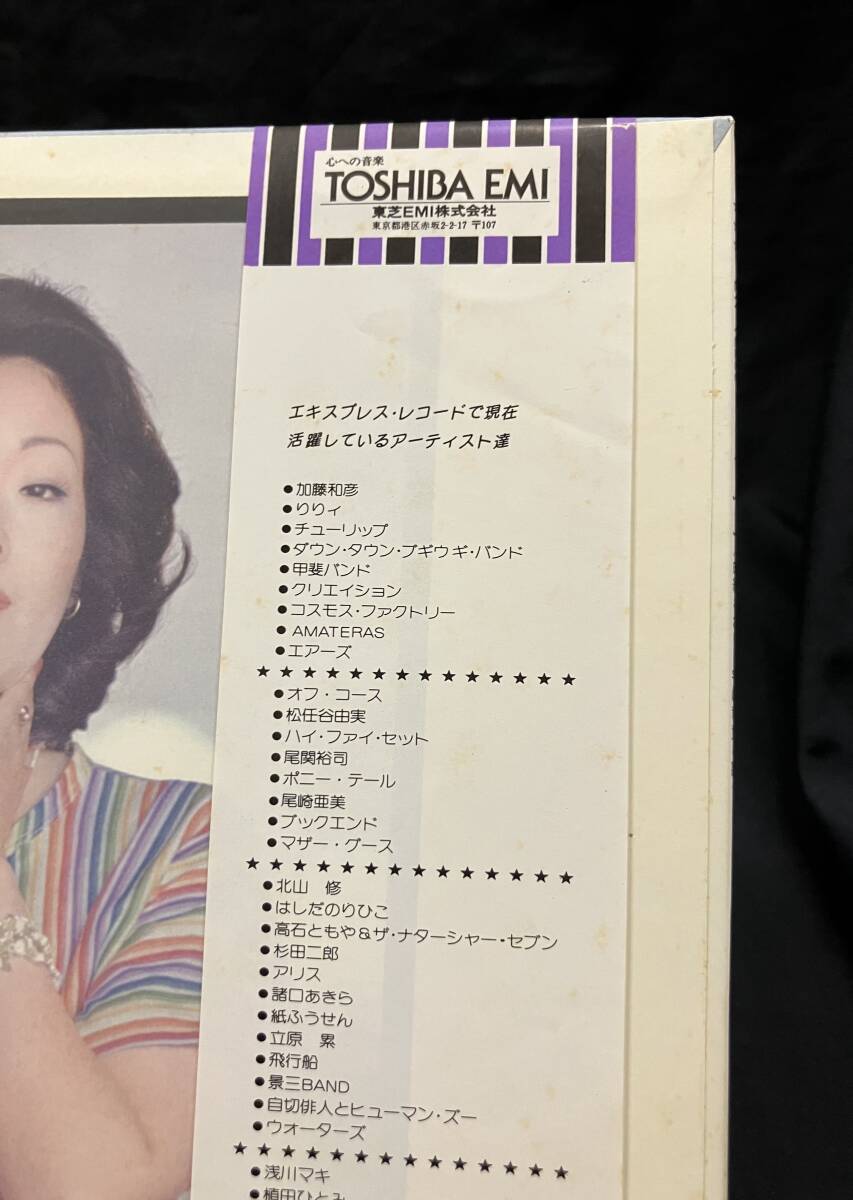 心への音楽
TOSHIBA EMI
東芝EMI株式会社
東京都港区赤坂2-2-17 〒107
エキスプレス・レコードで現在
活躍しているアーティスト達
●加藤和彦
●りりィ
●チューリップ
●ダウン・タウン・ブギウギ・バンド
●甲斐バンド
●クリエイション
●コスモス・ファクトリー
●AMATERAS
●エアーズ
★★★★★★★★★★★★★★
●オフ・コース
●松任谷由実
●ハイ・ファイ・セット
●尾関裕司
●ポニー・テール
●尾崎亜美
●ブックエンド
●マザー・グース
★★★★★★★★★★★★★★
●北山 修
●はしだのりひこ
●高石ともや&ザ・ナターシャー・セブン
●杉田二郎
●アリス
●諸口あきら
●紙ふうせん
●立原 累
●飛行船
●景三BAND
●自切俳人とヒューマン・ズー
●ウォーターズ
★★★★★★★★★★★★★★
●浅川マキ
●植田ひとみ